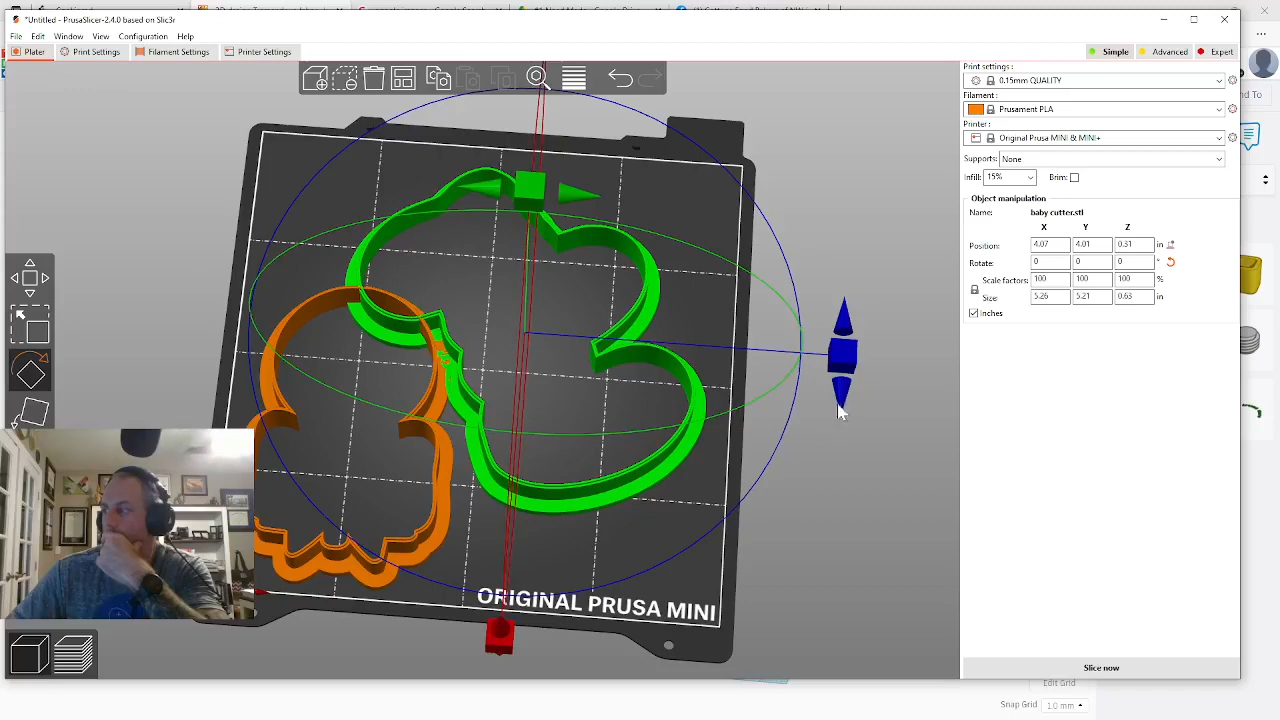 *Untitled - PrusaSlicer-2.4.0 based on Slic3r
File Edit Window View Configuration Help
Plater Print Settings Filament Settings Printer Settings Simple Advanced Expert
Print settings:
0.15mm QUALITY
Filament:
Prusament PLA
Printer:
Original Prusa MINI & MINI+
Supports: None
Infill: 15% Brim:
Object manipulation
Name: baby cutter.stl
X Y Z
Position: 4.07 4.01 0.31 in
Rotate: 0 0 0 °
Scale factors: 100 100 100 %
Size: 5.26 5.21 0.63 in
Inches
ORIGINAL PRUSA MINI
Slice now
Edit Grid
Snap Grid 1.0 mm